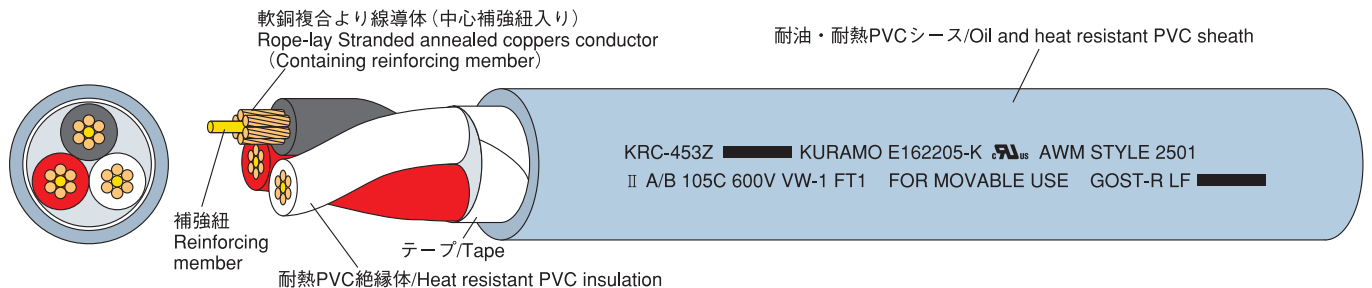 軟銅複合より線導体（中心補強紐入り）
Rope-lay Stranded annealed coppers conductor
（Containing reinforcing member）
耐油・耐熱PVCシース/Oil and heat resistant PVC sheath
KRC-453Z KURAMO E162205-K c RU us AWM STYLE 2501
Ⅱ A/B 105C 600V VW-1 FT1 FOR MOVABLE USE GOST-R LF
補強紐
Reinforcing
member
テープ/Tape
耐熱PVC絶縁体/Heat resistant PVC insulation